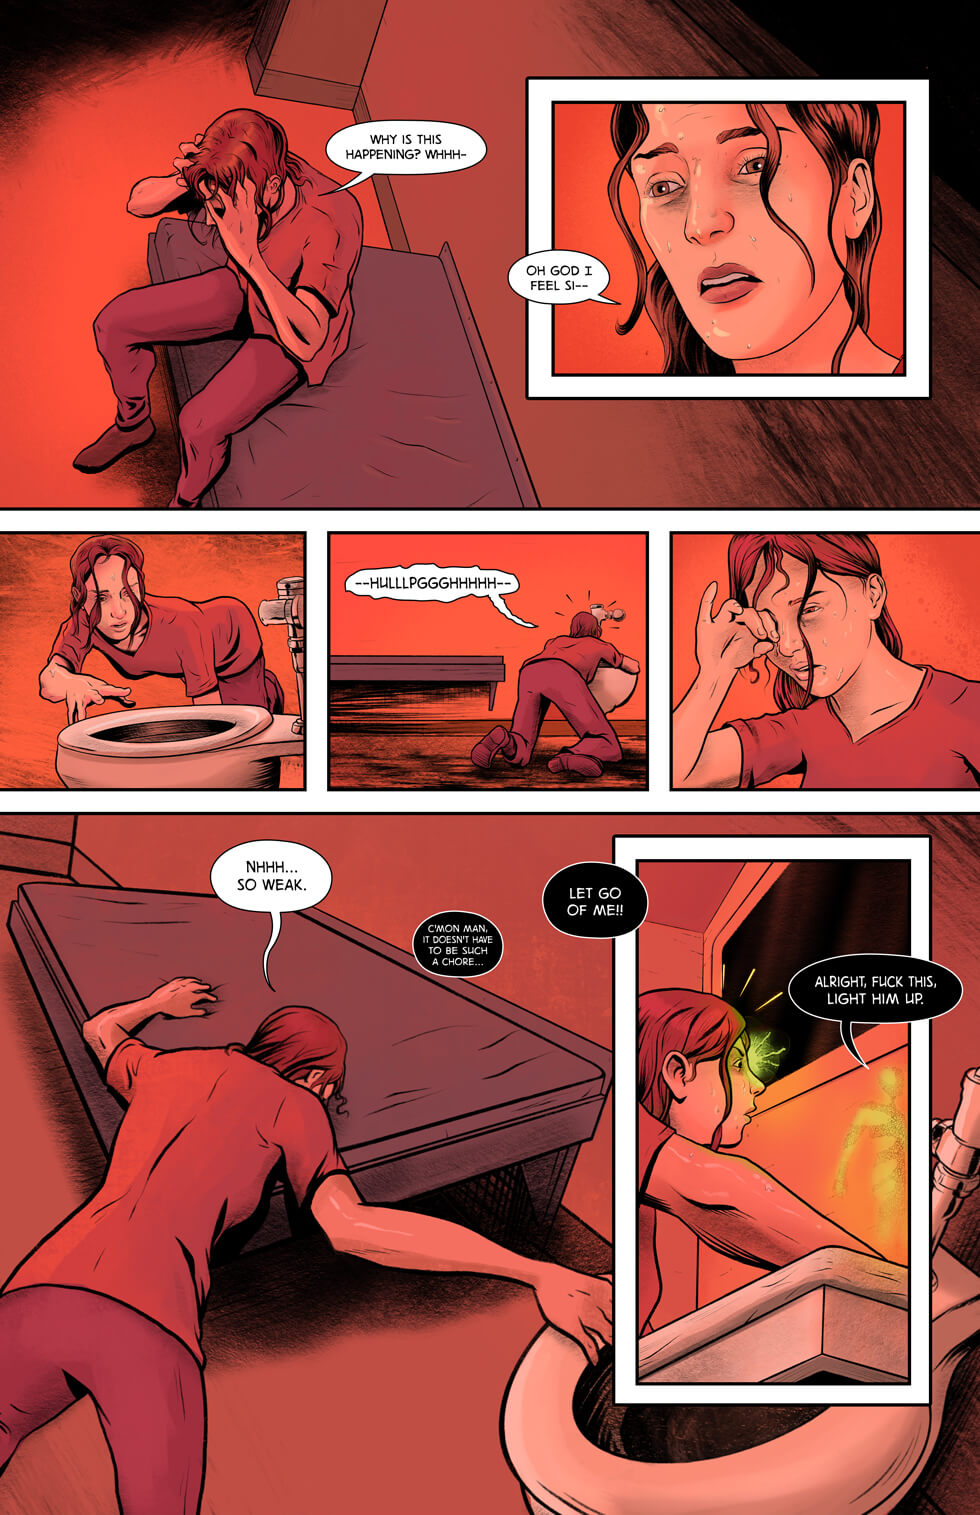 WHY IS THIS
HAPPENING? WHHH-
OH GOD I
FEEL SI--
--HULLLPGGGHHHHH--
NHHH...
SO WEAK.
C'MON MAN,
IT DOESN'T HAVE
TO BE SUCH
A CHORE...
LET GO
OF ME!!
ALRIGHT, FUCK THIS,
LIGHT HIM UP.